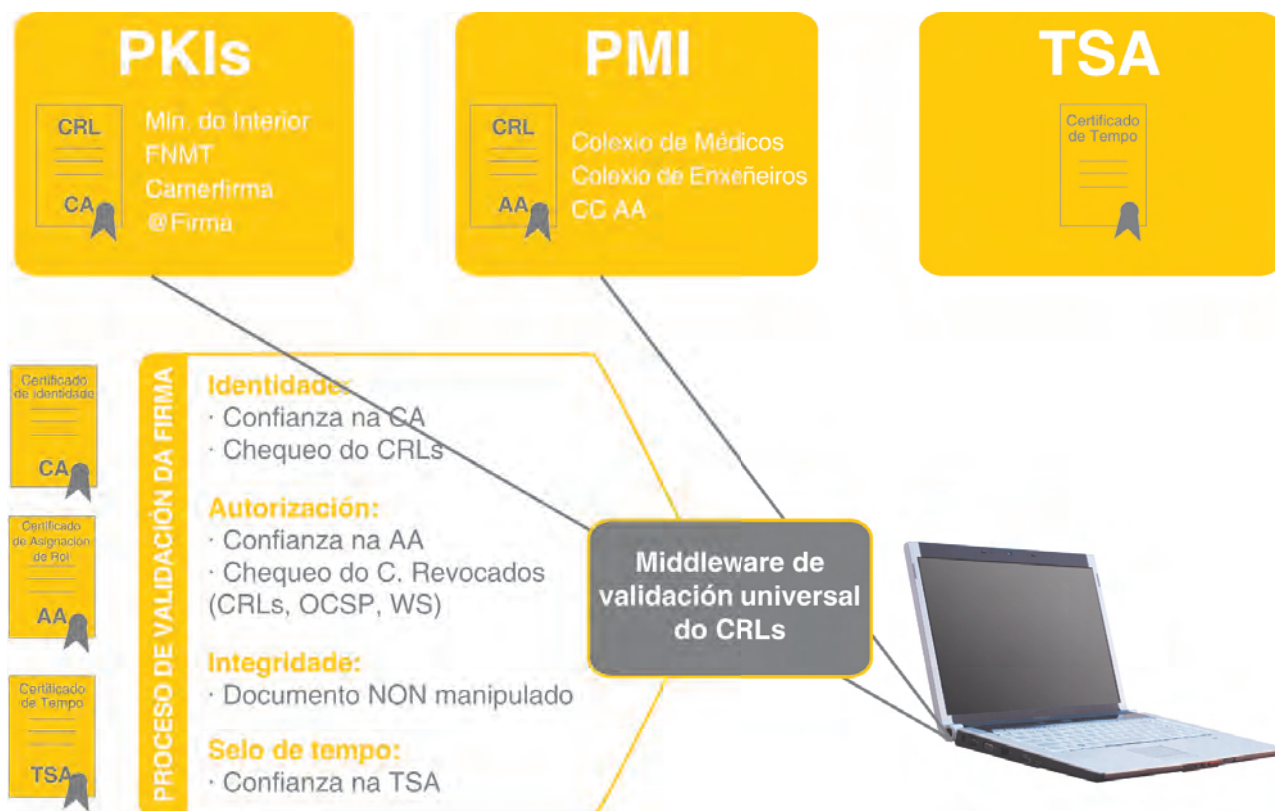 PKIs
CRL
CA
Min. do Interior
FNMT
Camerfirma
@Firma
PMI
CRL
AA
Colexio de Médicos
Colexio de Enxeñeiros
CC AA
TSA
Certificado
de Tempo
Certificado
de Identidade
CA
Certificado
de Asignación
de Rol
AA
Certificado
de Tempo
TSA
PROCESO DE VALIDACIÓN DA FIRMA
Identidade:
· Confianza na CA
· Chequeo do CRLs
Autorización:
· Confianza na AA
· Chequeo do C. Revocados
(CRLs, OCSP, WS)
Integridade:
· Documento NON manipulado
Selo de tempo:
· Confianza na TSA
Middleware de
validación universal
do CRLs